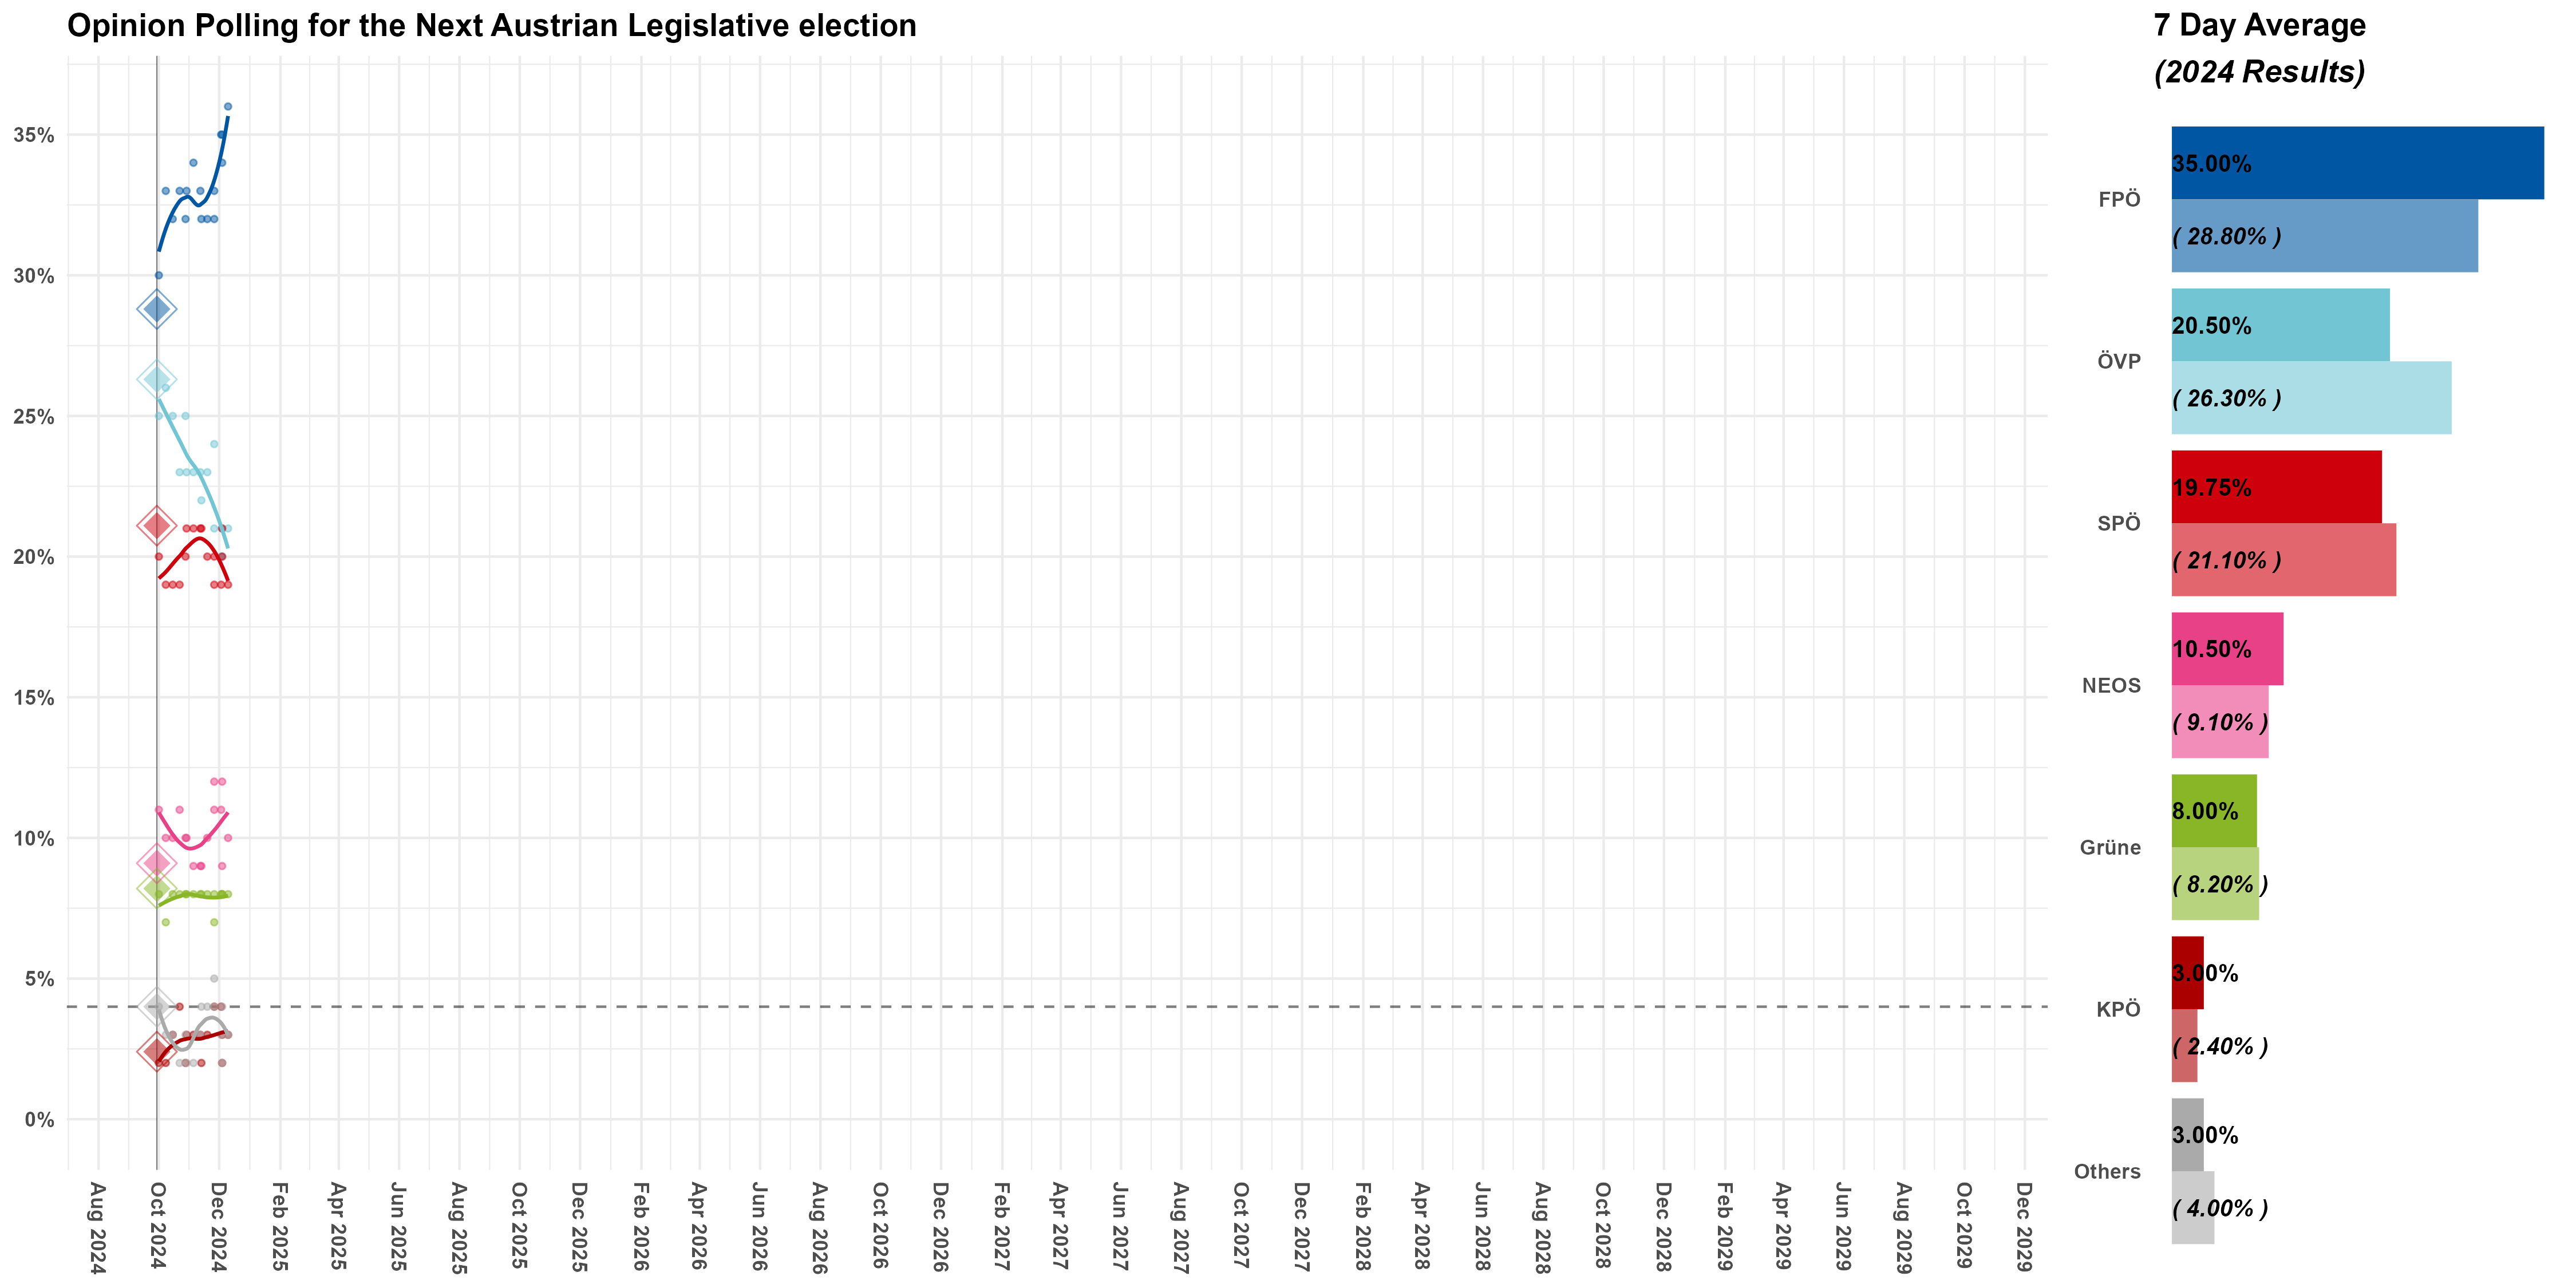 Opinion Polling for the Next Austrian Legislative election
35%
30%
25%
20%
15%
10%
5%
0%
Aug 2024
Oct 2024
Dec 2024
Feb 2025
Apr 2025
Jun 2025
Aug 2025
Oct 2025
Dec 2025
Feb 2026
Apr 2026
Jun 2026
Aug 2026
Oct 2026
Dec 2026
Feb 2027
Apr 2027
Jun 2027
Aug 2027
Oct 2027
Dec 2027
Feb 2028
Apr 2028
Jun 2028
Aug 2028
Oct 2028
Dec 2028
Feb 2029
Apr 2029
Jun 2029
Aug 2029
Oct 2029
Dec 2029
7 Day Average
(2024 Results)
FPÖ
35.00%
( 28.80% )
ÖVP
20.50%
( 26.30% )
SPÖ
19.75%
( 21.10% )
NEOS
10.50%
( 9.10% )
Grüne
8.00%
( 8.20% )
KPÖ
3.00%
( 2.40% )
Others
3.00%
( 4.00% )